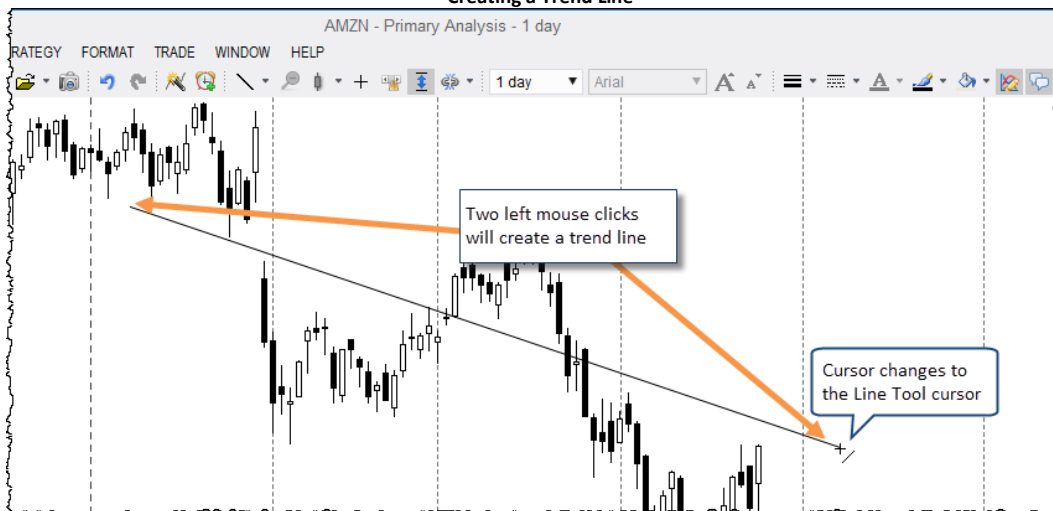 Creating a Trend Line
AMZN - Primary Analysis - 1 day
RATEGY FORMAT TRADE WINDOW HELP
1 day Arial A A A
Two left mouse clicks
will create a trend line
Cursor changes to
the Line Tool cursor